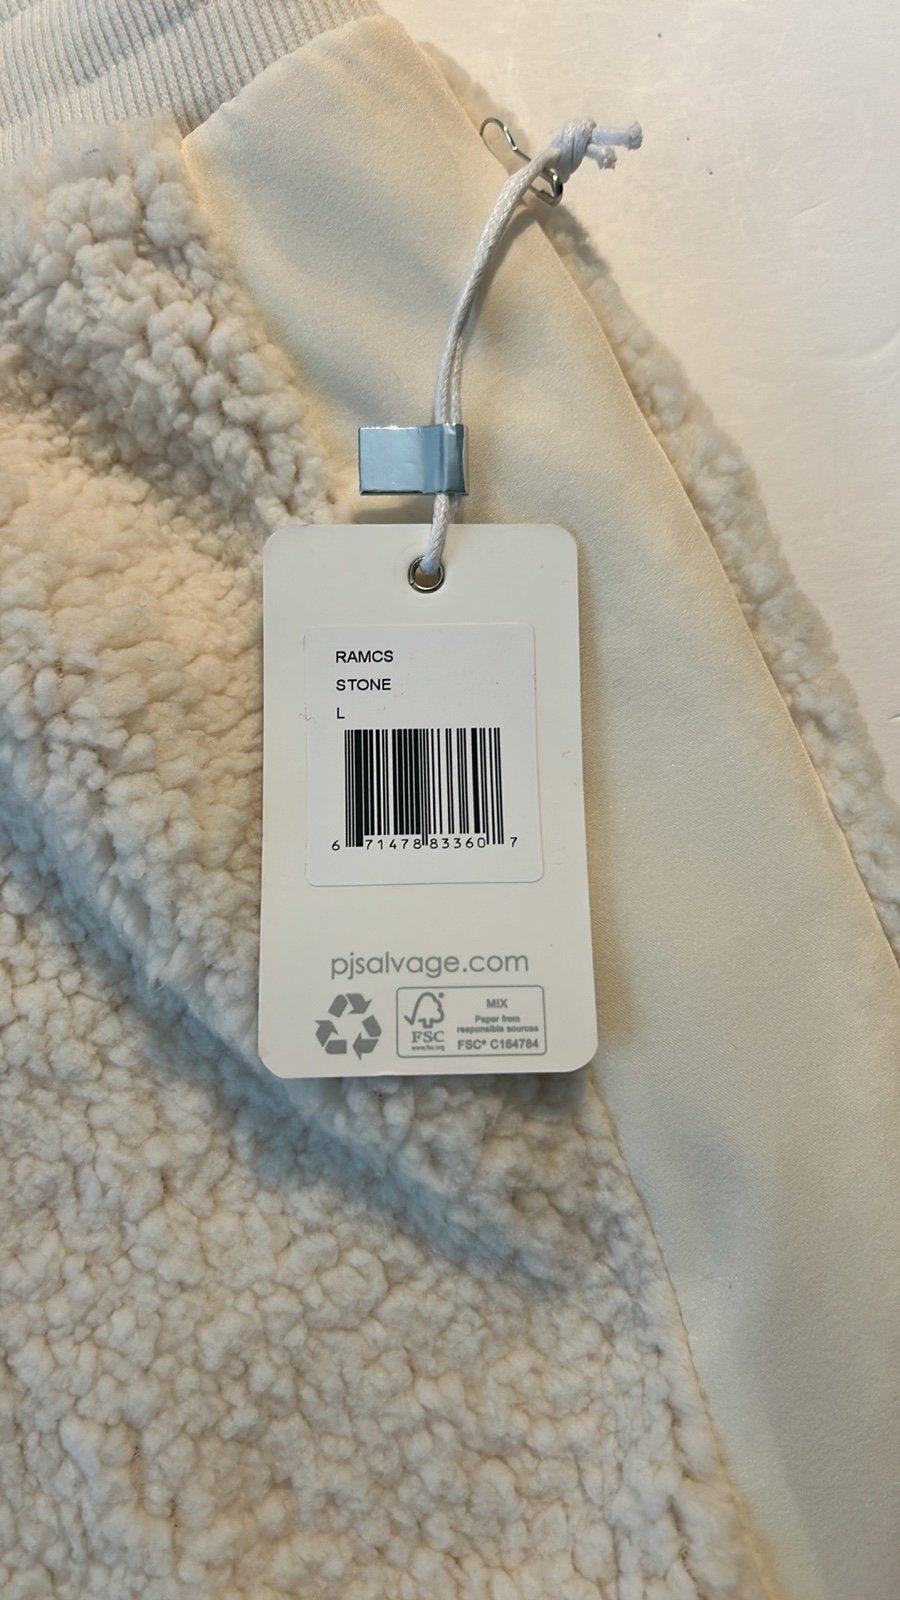 RAMCS
STONE
L
6 71478 83360 7
pjsalvage.com
FSC
www.fsc.org
MIX
Paper from
responsible sources
FSC® C164784